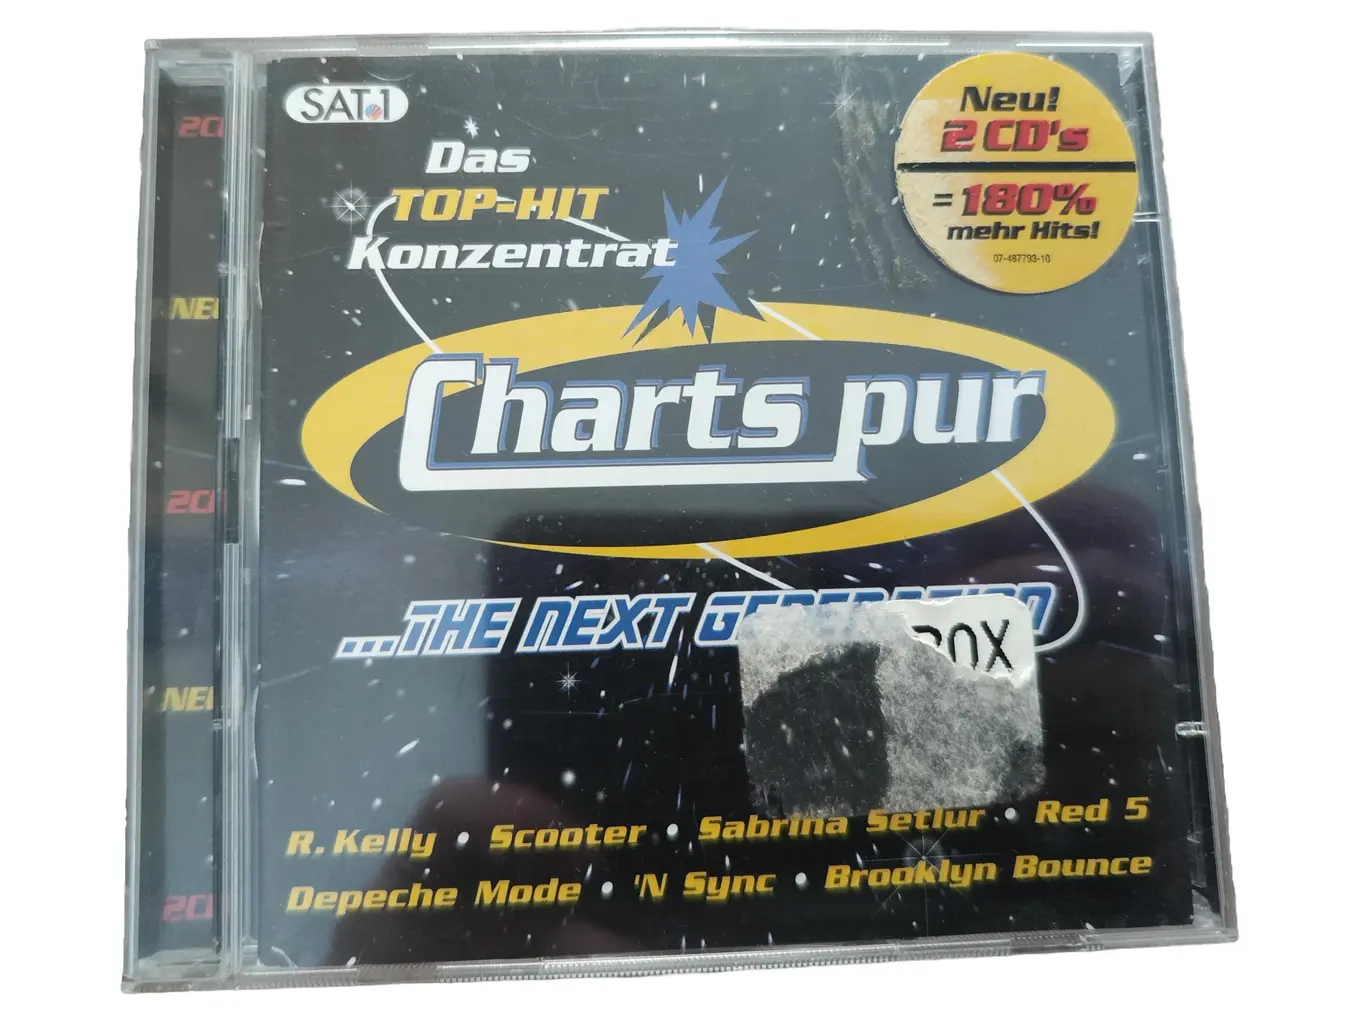 SAT.1
Das
TOP-HIT
Konzentrat
Neu!
2 CD's
= 180%
mehr Hits!
07-487793-10
Charts pur
...THE NEXT
R. Kelly • Scooter • Sabrina Setlur • Red 5
Depeche Mode • 'N Sync • Brooklyn Bounce